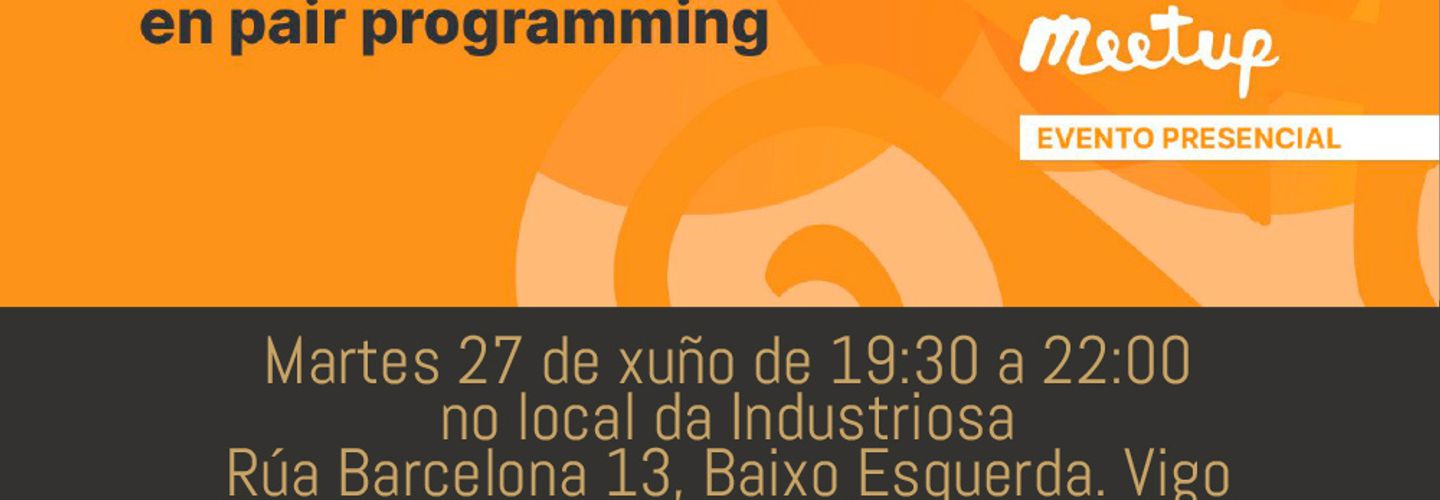 en pair programming
meetup
EVENTO PRESENCIAL
Martes 27 de xuño de 19:30 a 22:00
no local da Industriosa
Rúa Barcelona 13, Baixo Esquerda. Vigo